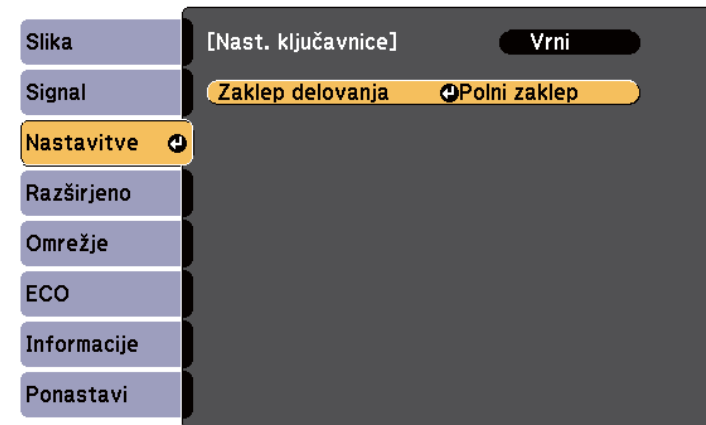 Slika
Signal
Nastavitve
Razširjeno
Omrežje
ECO
Informacije
Ponastavi
[Nast. ključavnice] Vrni
Zaklep delovanja Polni zaklep